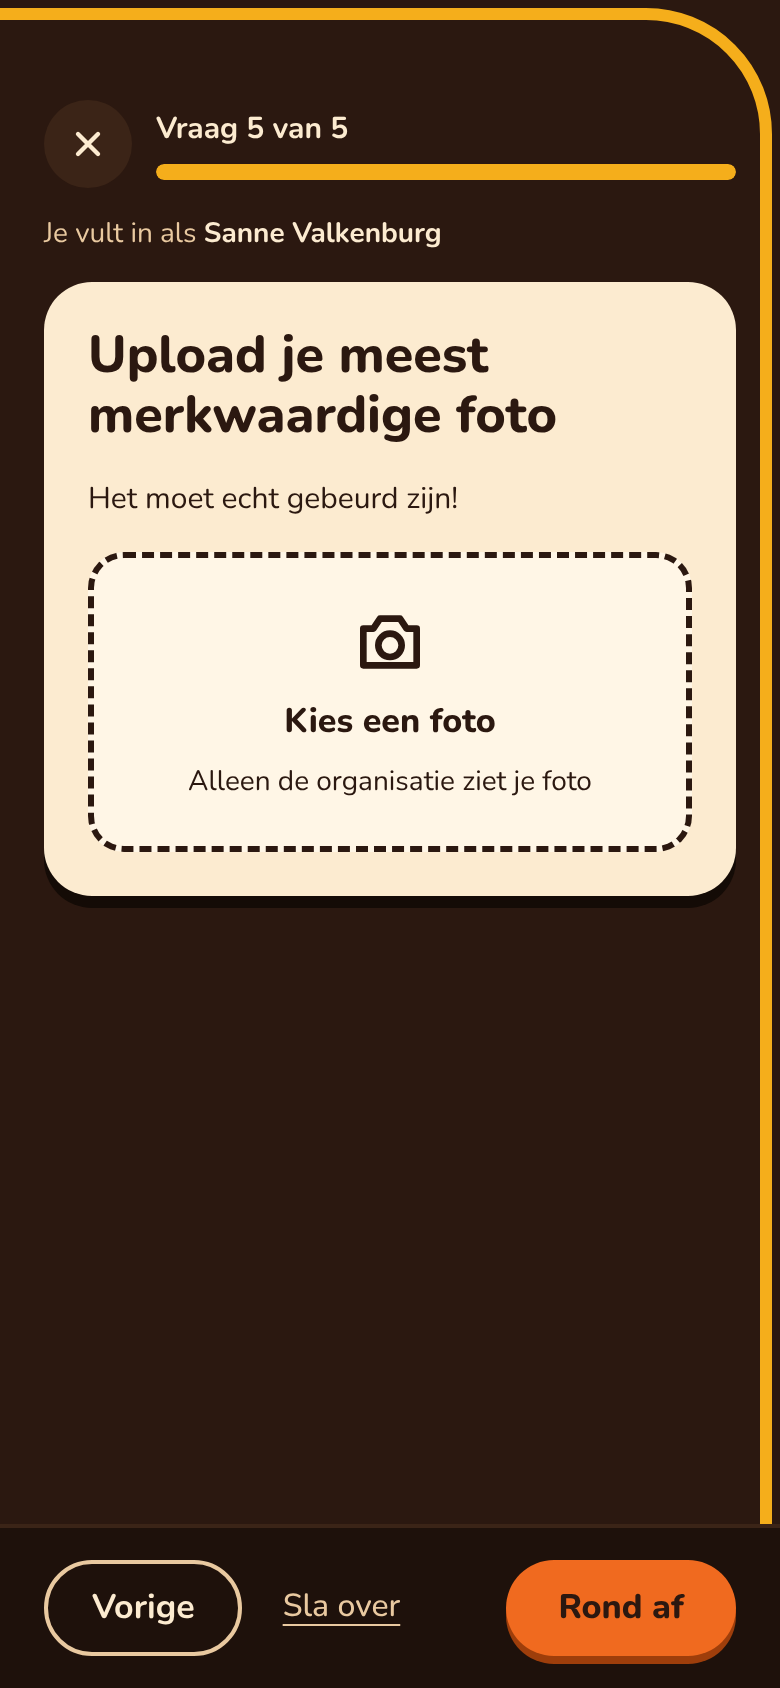 Vraag 5 van 5
Je vult in als Sanne Valkenburg
Upload je meest
merkwaardige foto
Het moet echt gebeurd zijn!
Kies een foto
Alleen de organisatie ziet je foto
Vorige
Sla over
Rond af